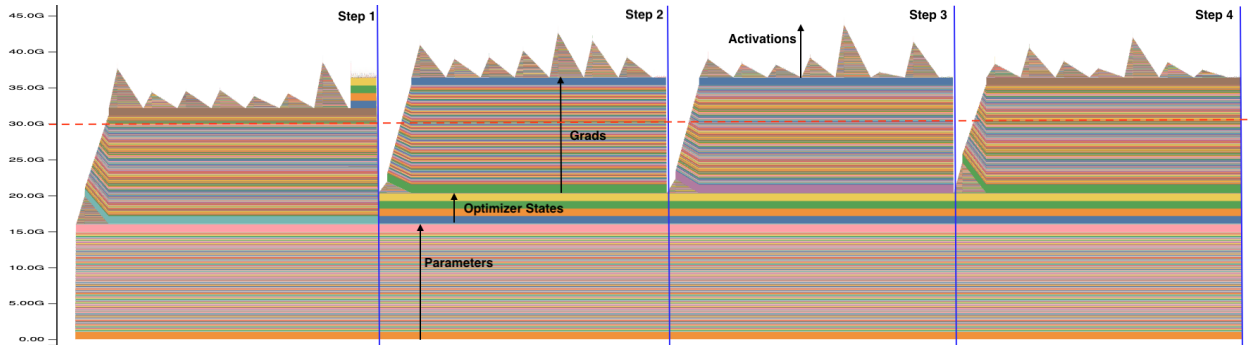 45.0G
Step 1
Step 2
Step 3
Step 4
40.0G
Activations
35.0G
30.0G
Grads
25.0G
20.0G
Optimizer States
15.0G
Parameters
10.0G
5.00G
0.00